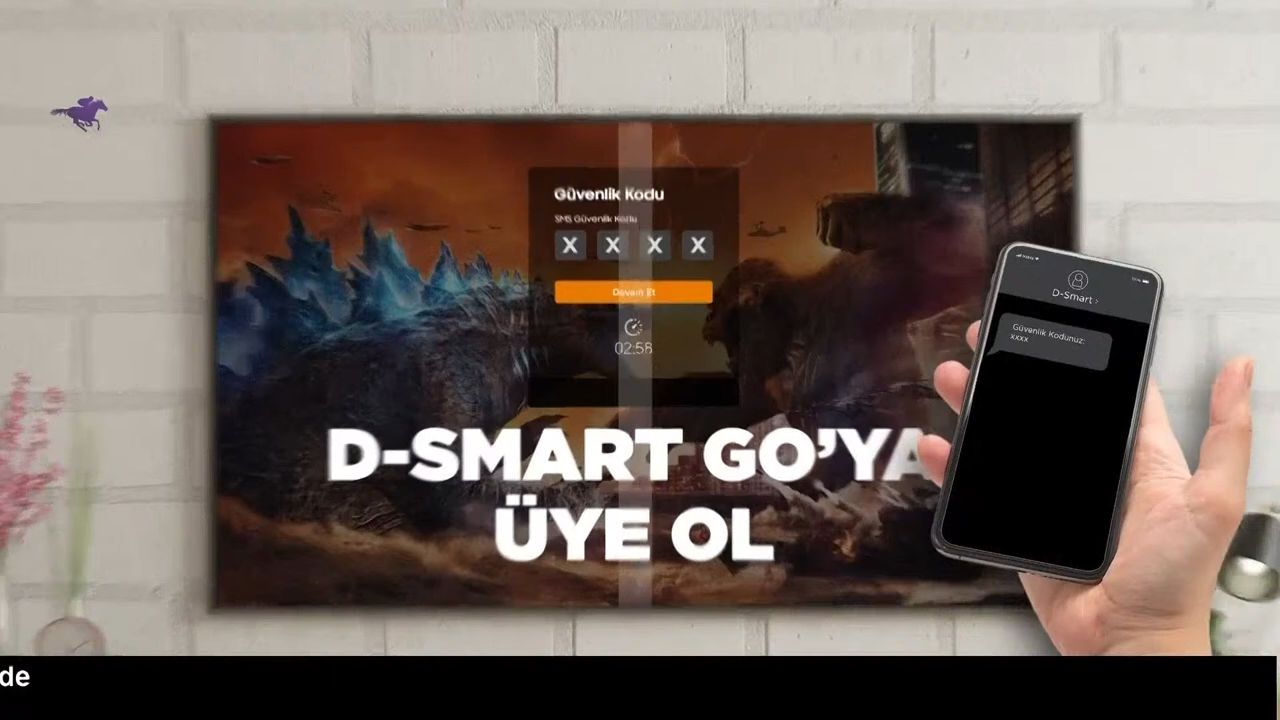 Güvenlik Kodu
SMS Güvenlik Kodu
X X X X
Devam Et
02:58
D-SMART GO'YA
ÜYE OL
D-Smart
Güvenlik Kodunuz:
xxxx
de